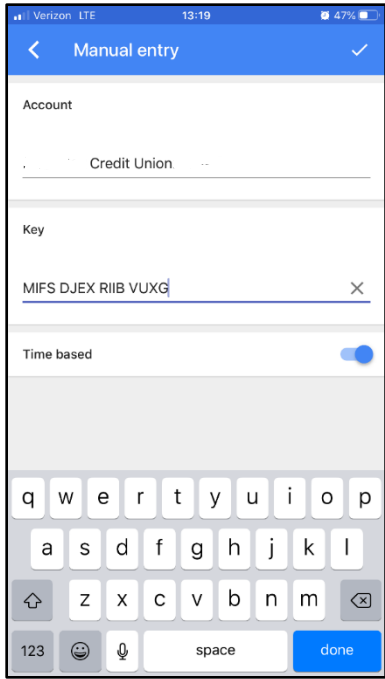 Verizon LTE 13:19 47%
Manual entry
Account
Credit Union
Key
MIFS DJEX RIIB VUXG
Time based
q w e r t y u i o p
a s d f g h j k l
z x c v b n m
123 space done